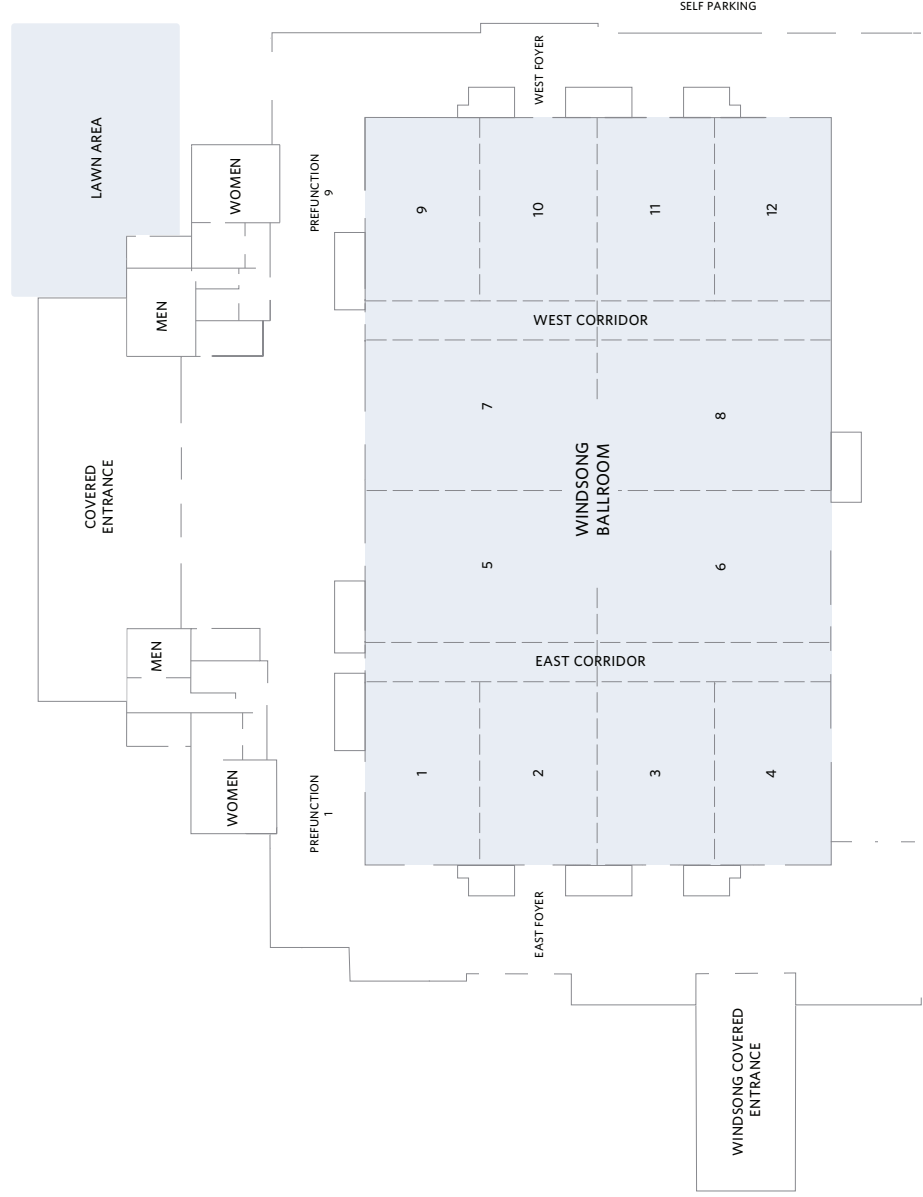 SELF PARKING
WEST FOYER
LAWN AREA
WOMEN
PREFUNCTION
9
9
10
11
12
MEN
WEST CORRIDOR
7
8
COVERED
ENTRANCE
WINDSONG
BALLROOM
5
6
MEN
EAST CORRIDOR
1
2
3
4
WOMEN
PREFUNCTION
1
EAST FOYER
WINDSONG COVERED
ENTRANCE